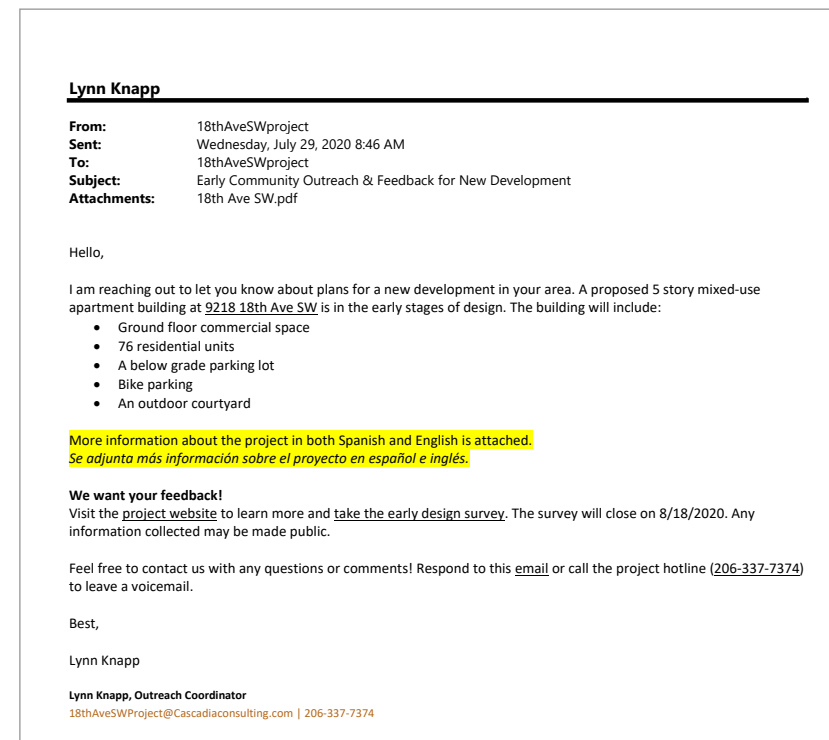 Lynn Knapp
From: 18thAveSWproject
Sent: Wednesday, July 29, 2020 8:46 AM
To: 18thAveSWproject
Subject: Early Community Outreach & Feedback for New Development
Attachments: 18th Ave SW.pdf
Hello,
I am reaching out to let you know about plans for a new development in your area. A proposed 5 story mixed-use
apartment building at 9218 18th Ave SW is in the early stages of design. The building will include:
• Ground floor commercial space
• 76 residential units
• A below grade parking lot
• Bike parking
• An outdoor courtyard
More information about the project in both Spanish and English is attached.
Se adjunta más información sobre el proyecto en español e inglés.
We want your feedback!
Visit the project website to learn more and take the early design survey. The survey will close on 8/18/2020. Any
information collected may be made public.
Feel free to contact us with any questions or comments! Respond to this email or call the project hotline (206-337-7374)
to leave a voicemail.
Best,
Lynn Knapp
Lynn Knapp, Outreach Coordinator
18thAveSWProject@Cascadiaconsulting.com | 206-337-7374